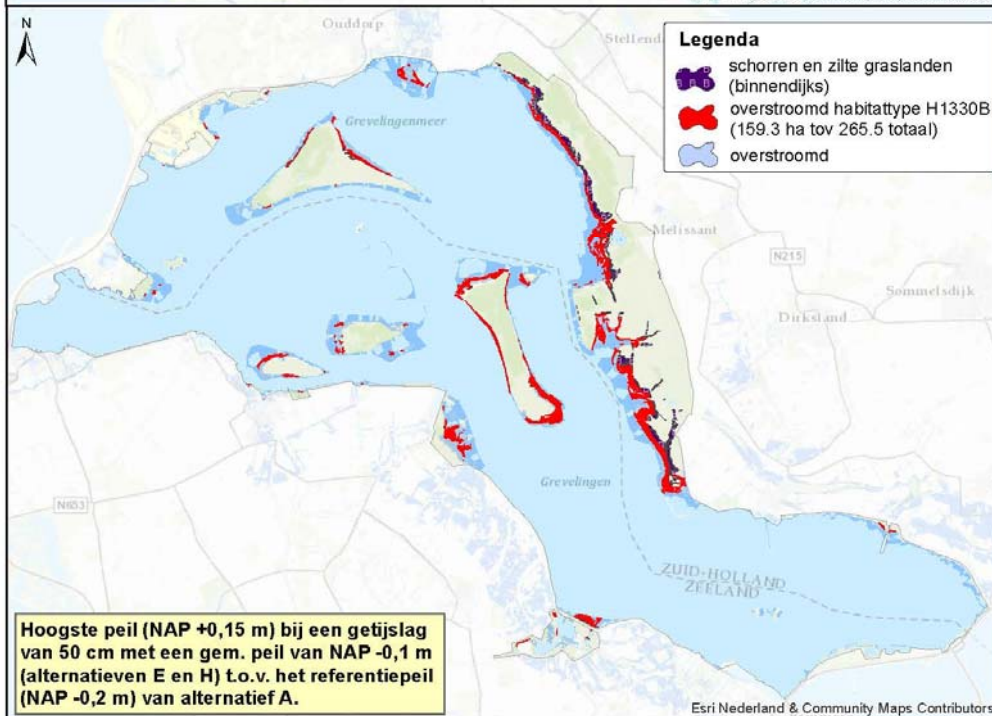 N
Ouddorp
Stellend
Legenda
schorren en zilte graslanden
(binnendijks)
overstroomd habitattype H1330B
(159.3 ha tov 265.5 totaal)
overstroomd
Grevelingenmeer
Melissant
N215
Sommelsdijk
Dirksland
Grevelingen
N653
ZUID-HOLLAND
ZEELAND
Hoogste peil (NAP +0,15 m) bij een getijslag
van 50 cm met een gem. peil van NAP -0,1 m
(alternatieven E en H) t.o.v. het referentiepeil
(NAP -0,2 m) van alternatief A.
Esri Nederland & Community Maps Contributors